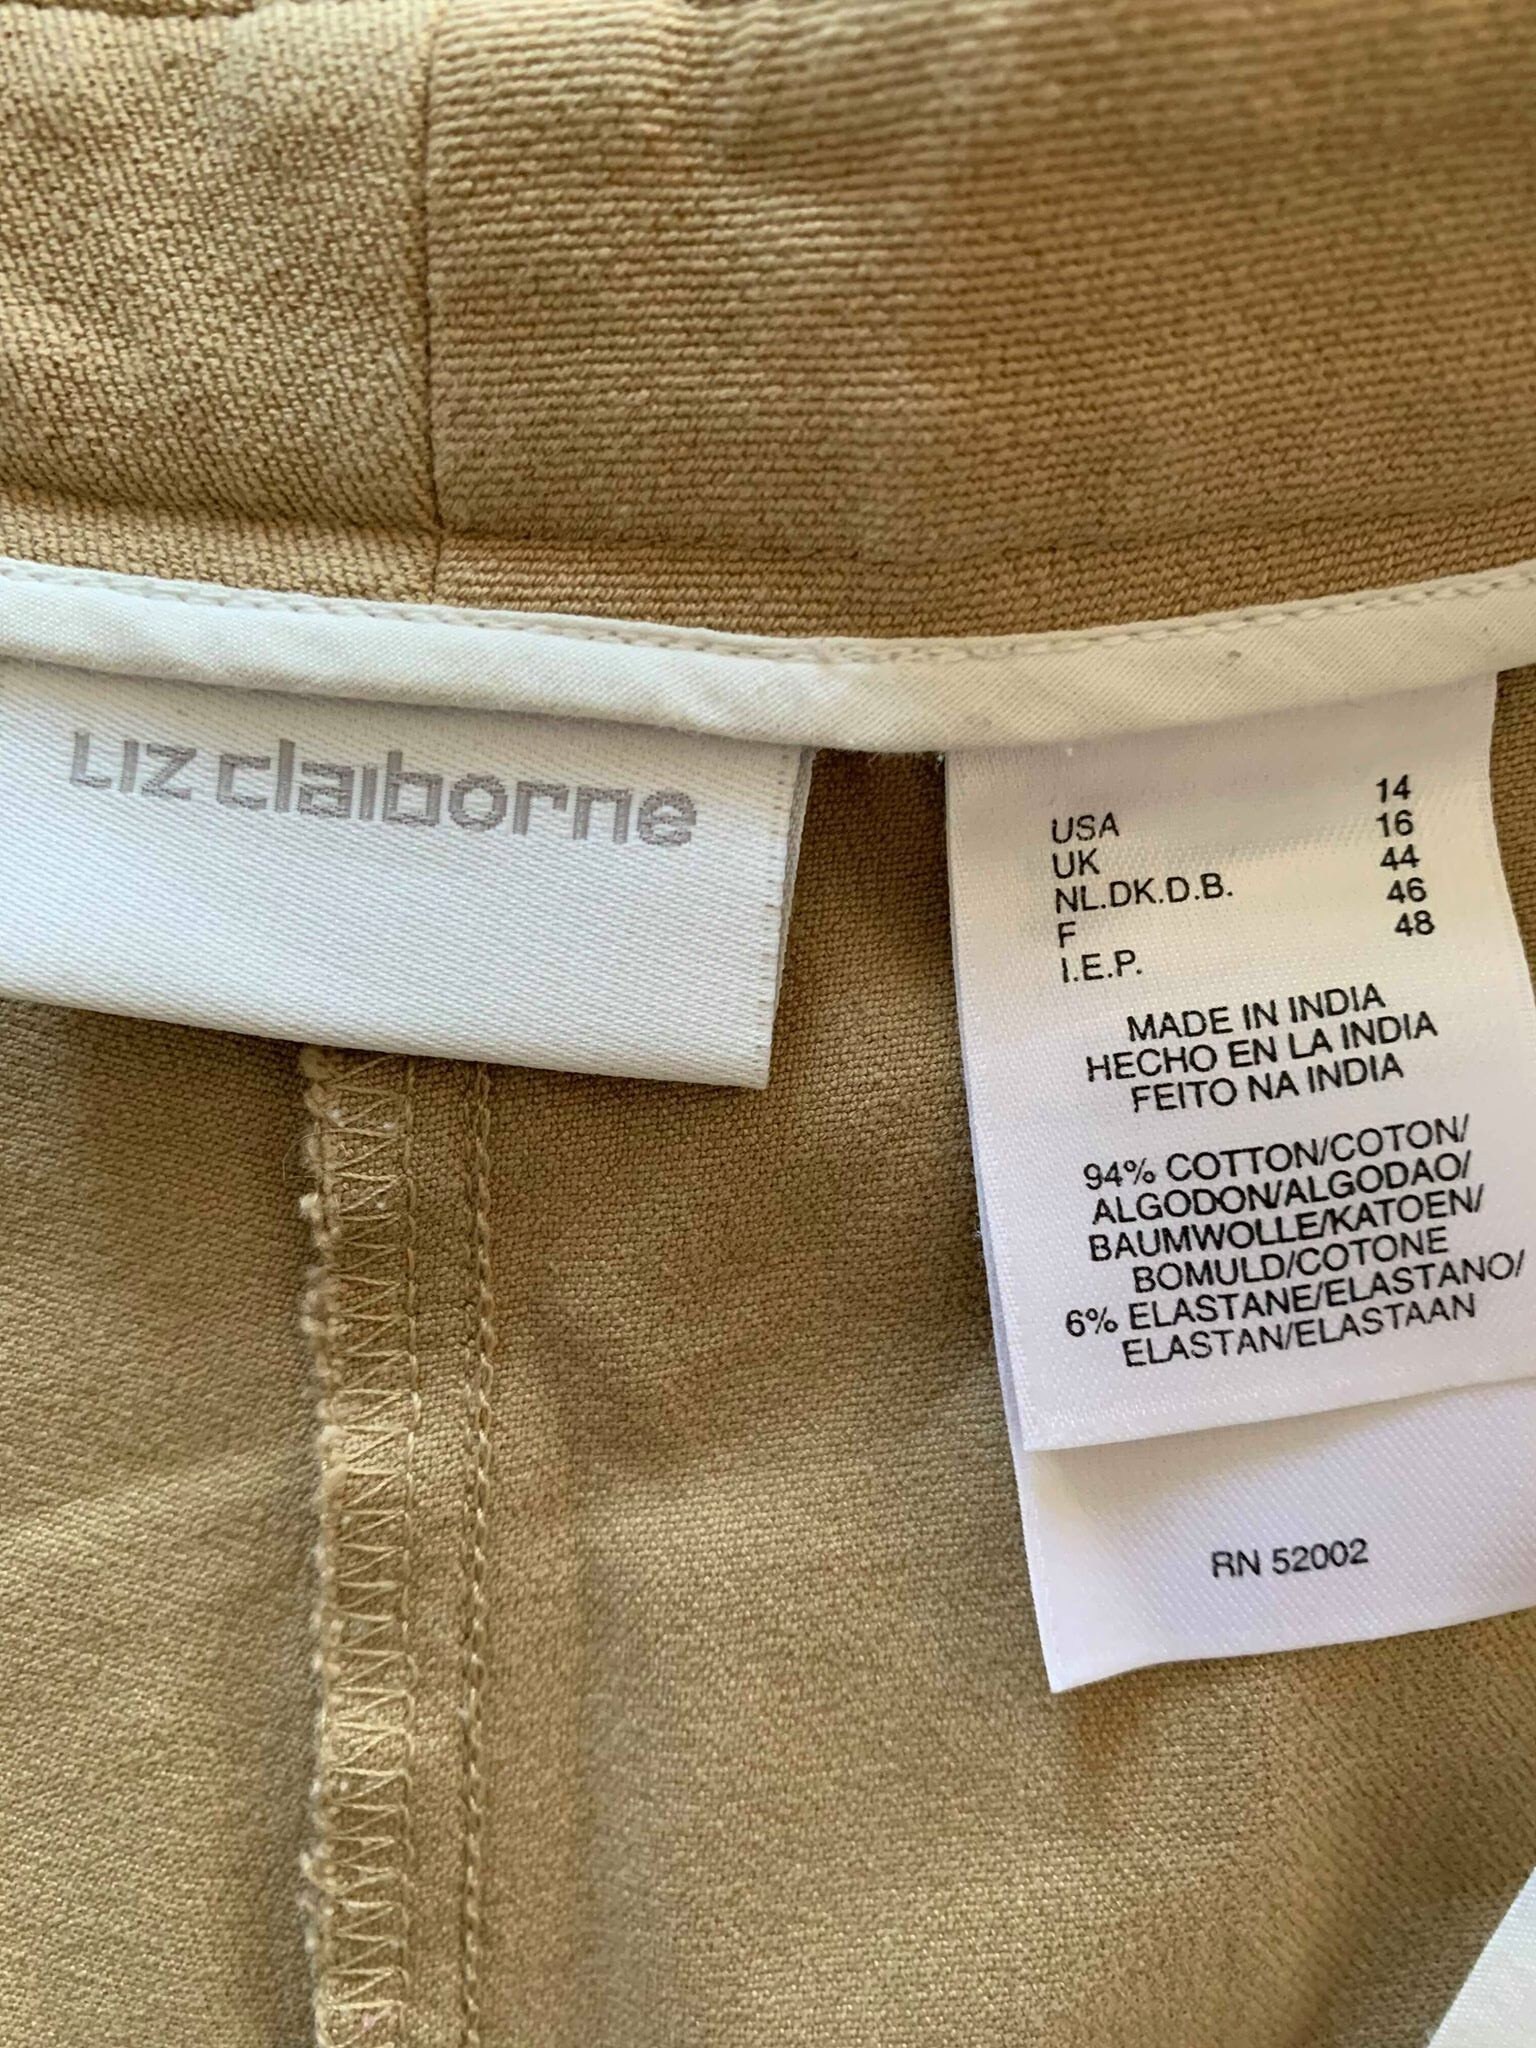 LIZ claiborne
USA 14
UK 16
NL.DK.D.B. 44
F 46
I.E.P. 48
MADE IN INDIA
HECHO EN LA INDIA
FEITO NA INDIA
94% COTTON/COTON/
ALGODON/ALGODAO/
BAUMWOLLE/KATOEN/
BOMULD/COTONE
6% ELASTANE/ELASTANO/
ELASTAN/ELASTAAN
RN 52002